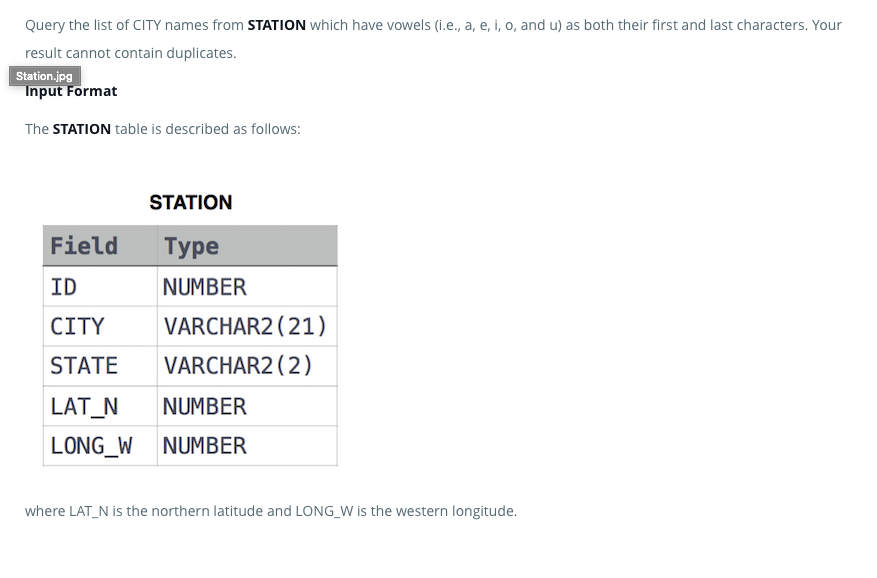 Query the list of CITY names from STATION which have vowels (i.e., a, e, i, o, and u) as both their first and last characters. Your
result cannot contain duplicates.
Station.jpg
Input Format
The STATION table is described as follows:
STATION
Field Type
ID NUMBER
CITY VARCHAR2(21)
STATE VARCHAR2(2)
LAT_N NUMBER
LONG_W NUMBER
where LAT_N is the northern latitude and LONG_W is the western longitude.